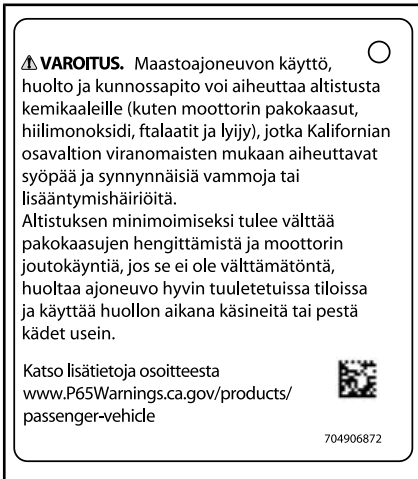 ⚠ VAROITUS. Maastoajoneuvon käyttö,
huolto ja kunnossapito voi aiheuttaa altistusta
kemikaaleille (kuten moottorin pakokaasut,
hiilimonoksidi, ftalaatit ja lyijy), jotka Kalifornian
osavaltion viranomaisten mukaan aiheuttavat
syöpää ja synnynnäisiä vammoja tai
lisääntymishäiriöitä.
Altistuksen minimoimiseksi tulee välttää
pakokaasujen hengittämistä ja moottorin
joutokäyntiä, jos se ei ole välttämätöntä,
huoltaa ajoneuvo hyvin tuuletetuissa tiloissa
ja käyttää huollon aikana käsineitä tai pestä
kädet usein.
Katso lisätietoja osoitteesta
www.P65Warnings.ca.gov/products/
passenger-vehicle
704906872